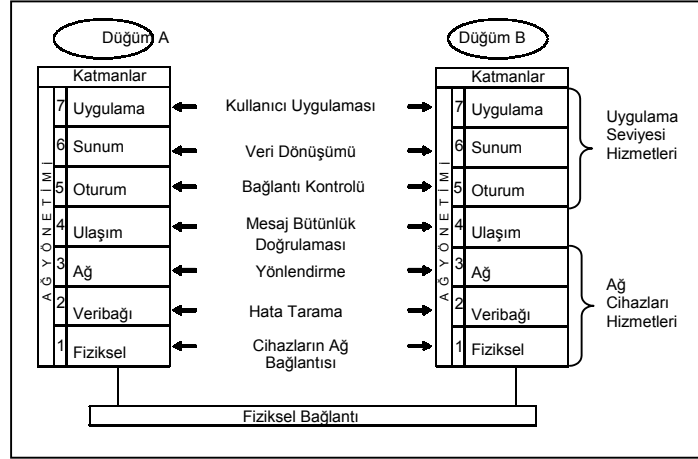 Düğüm A
Düğüm B
Katmanlar
Katmanlar
AĞ YÖNETİMİ
7 Uygulama
Kullanıcı Uygulaması
AĞ YÖNETİMİ
7 Uygulama
Uygulama
Seviyesi
Hizmetleri
6 Sunum
Veri Dönüşümü
6 Sunum
5 Oturum
Bağlantı Kontrolü
5 Oturum
4 Ulaşım
Mesaj Bütünlük
Doğrulaması
4 Ulaşım
3 Ağ
Yönlendirme
3 Ağ
Ağ
Cihazları
Hizmetleri
2 Veribağı
Hata Tarama
2 Veribağı
1 Fiziksel
Cihazların Ağ
Bağlantısı
1 Fiziksel
Fiziksel Bağlantı